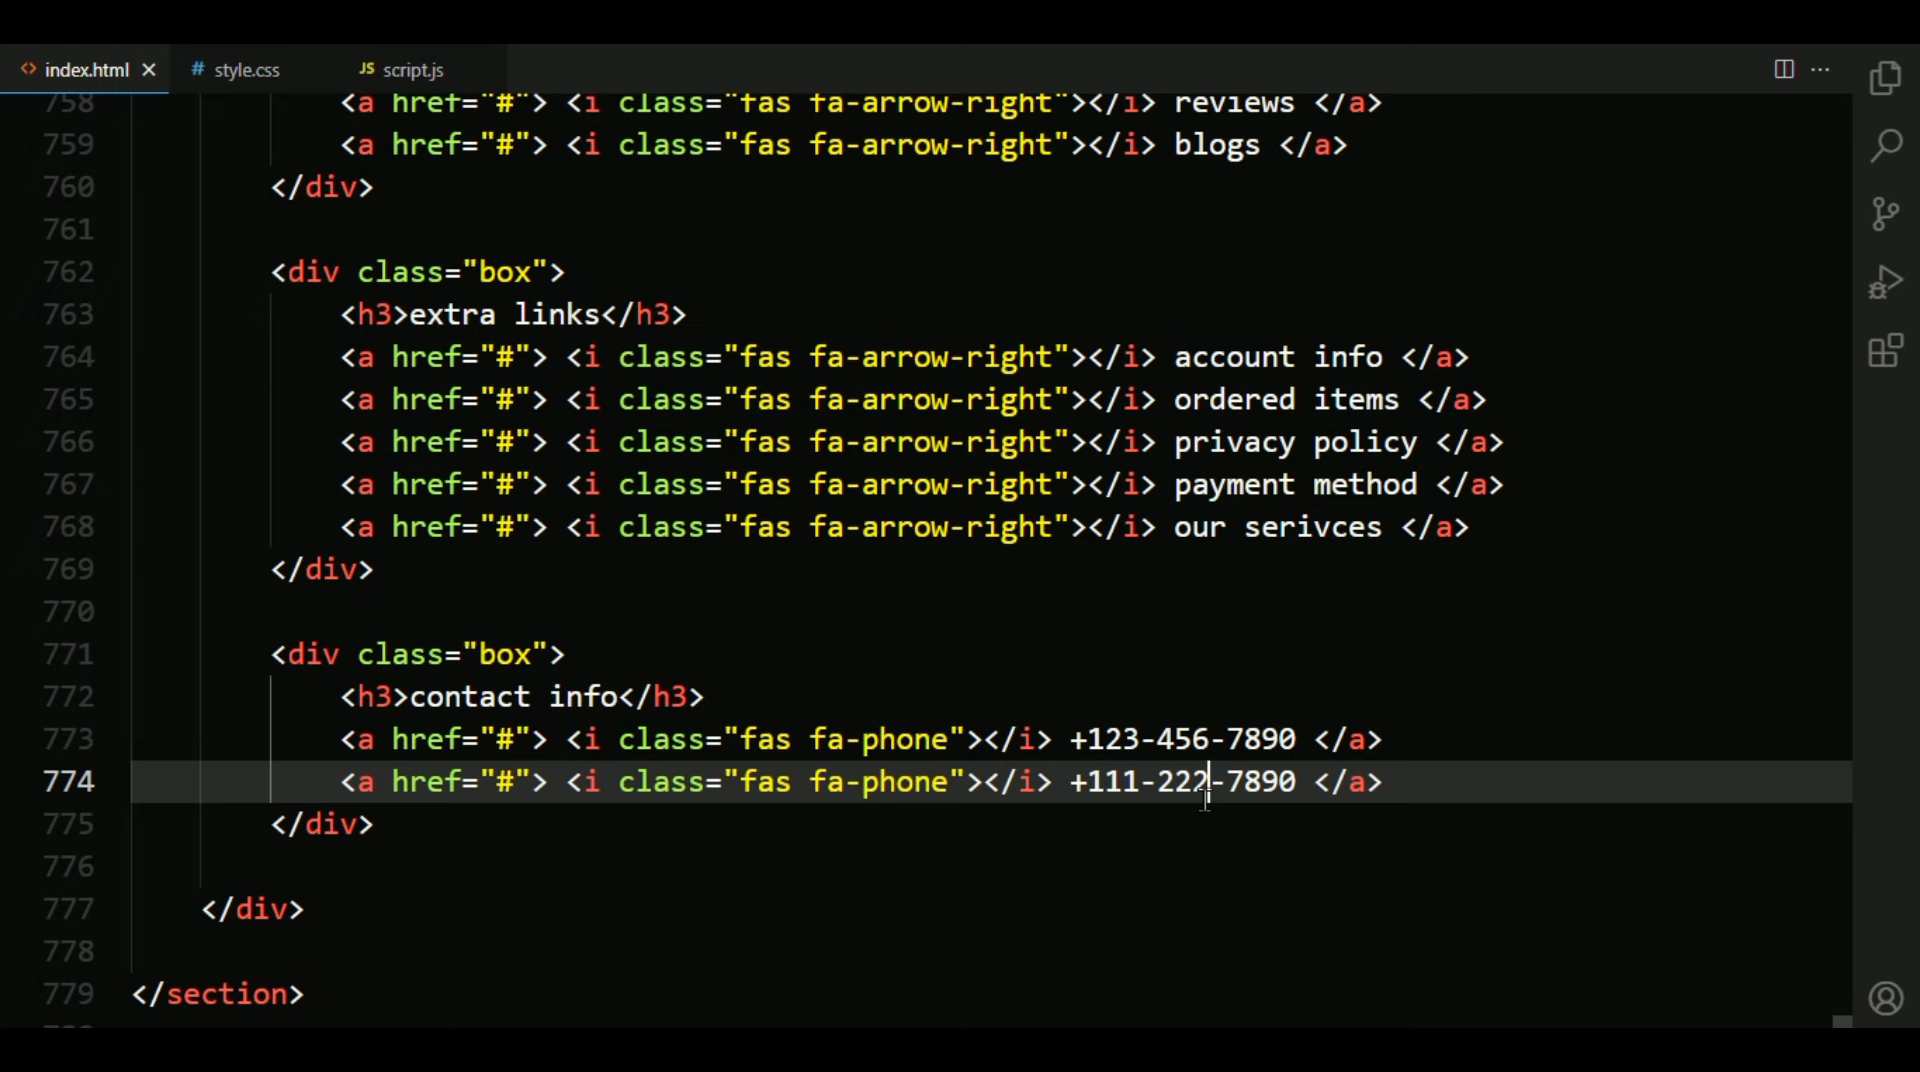 <> index.html × # style.css JS script.js ...
758 <a href="#"> <i class="fas fa-arrow-right"></i> reviews </a>
759 <a href="#"> <i class="fas fa-arrow-right"></i> blogs </a>
760 </div>
761
762 <div class="box">
763 <h3>extra links</h3>
764 <a href="#"> <i class="fas fa-arrow-right"></i> account info </a>
765 <a href="#"> <i class="fas fa-arrow-right"></i> ordered items </a>
766 <a href="#"> <i class="fas fa-arrow-right"></i> privacy policy </a>
767 <a href="#"> <i class="fas fa-arrow-right"></i> payment method </a>
768 <a href="#"> <i class="fas fa-arrow-right"></i> our serivces </a>
769 </div>
770
771 <div class="box">
772 <h3>contact info</h3>
773 <a href="#"> <i class="fas fa-phone"></i> +123-456-7890 </a>
774 <a href="#"> <i class="fas fa-phone"></i> +111-222-7890 </a>
775 </div>
776
777 </div>
778
779 </section>